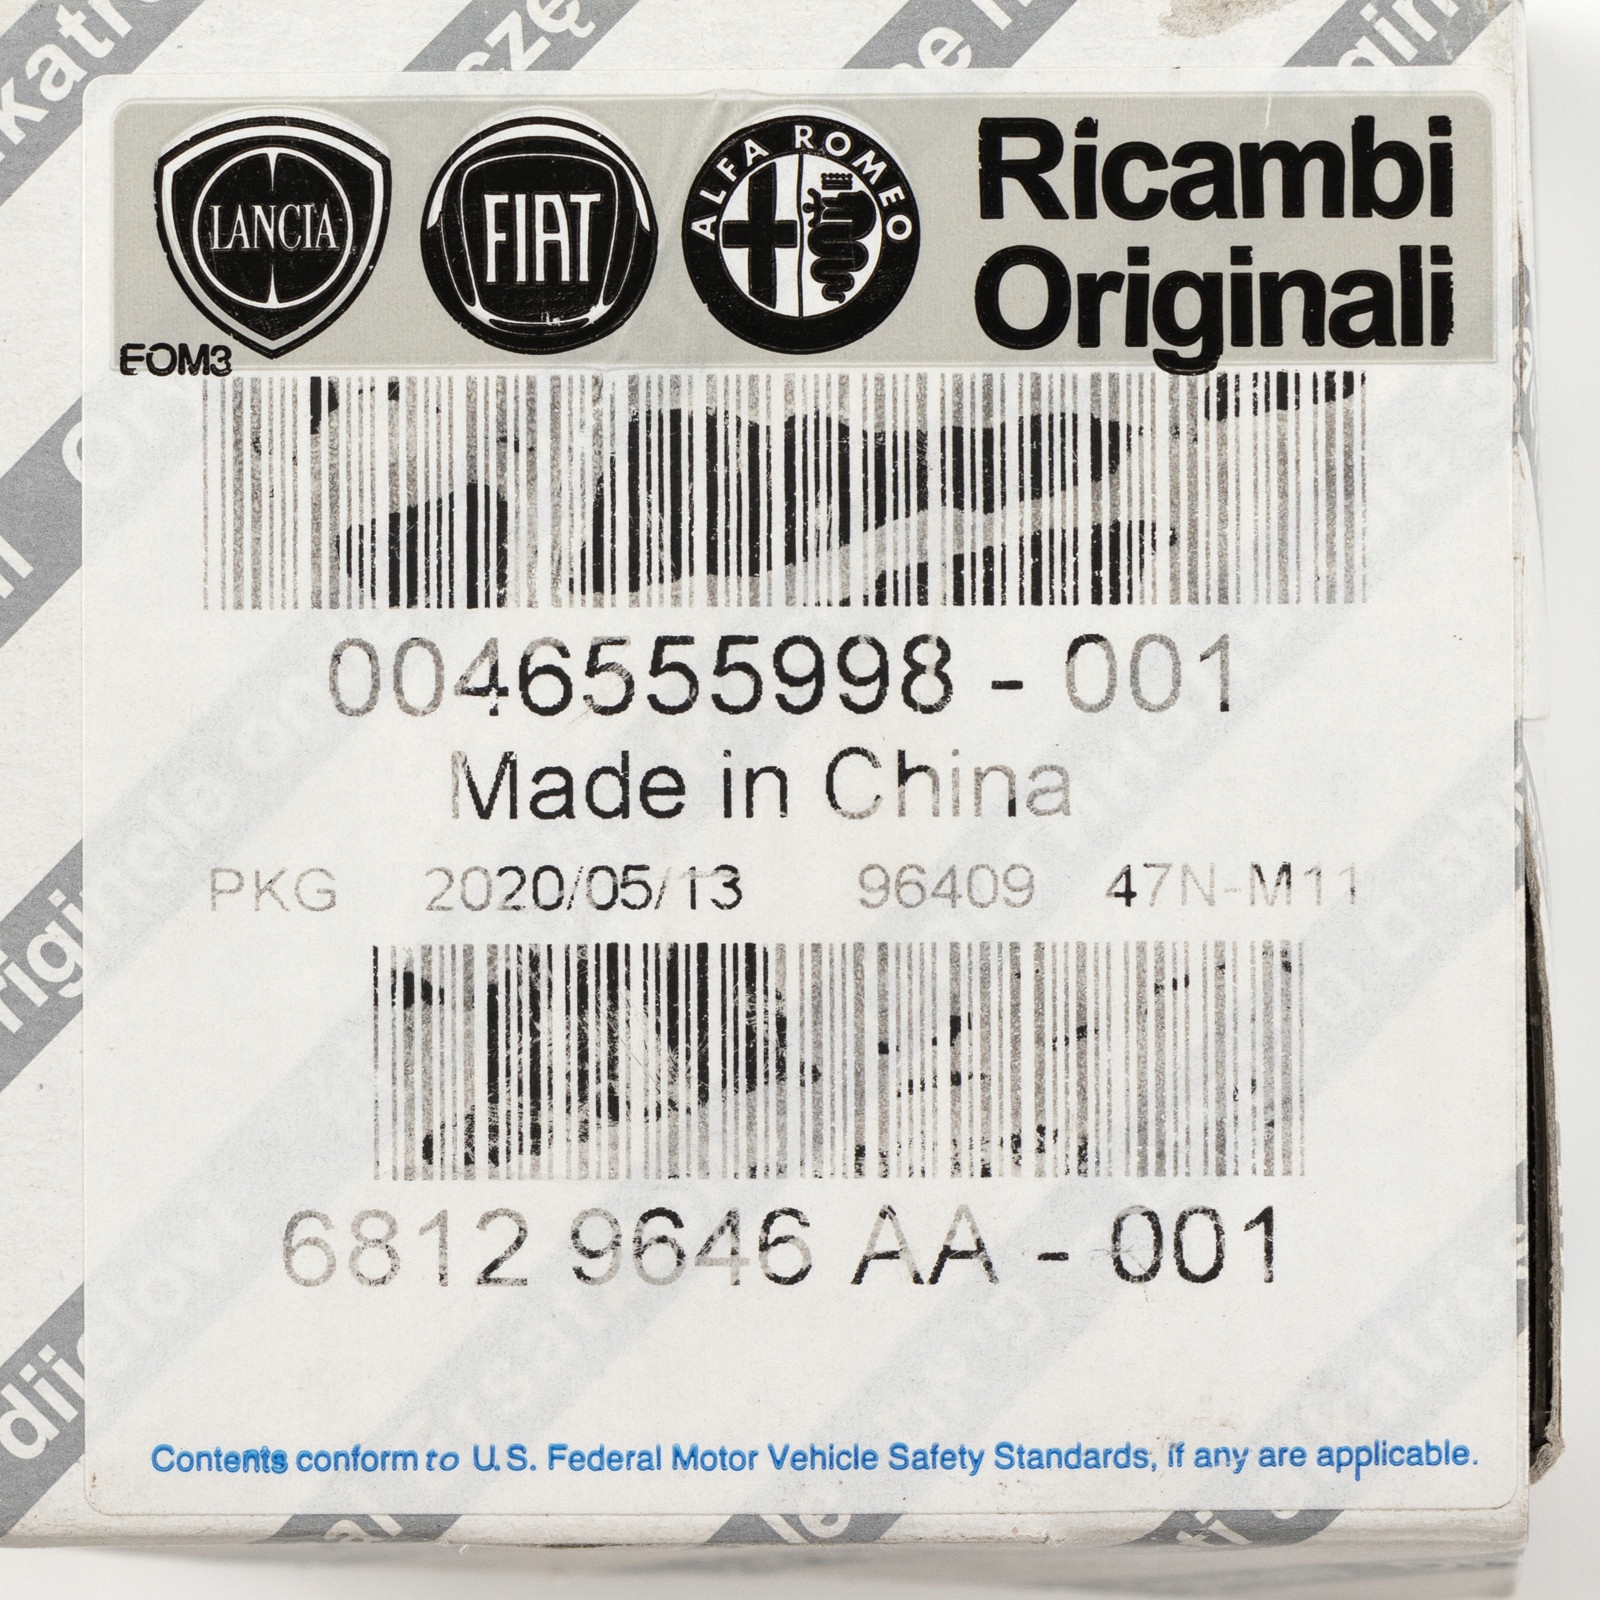 LANCIA
FIAT
ALFA ROMEO
Ricambi
Originali
EOM3
0046555998 - 001
Made in China
PKG 2020/05/13 96409 47N-M11
6812 9646 AA - 001
Contents conform to U.S. Federal Motor Vehicle Safety Standards, if any are applicable.